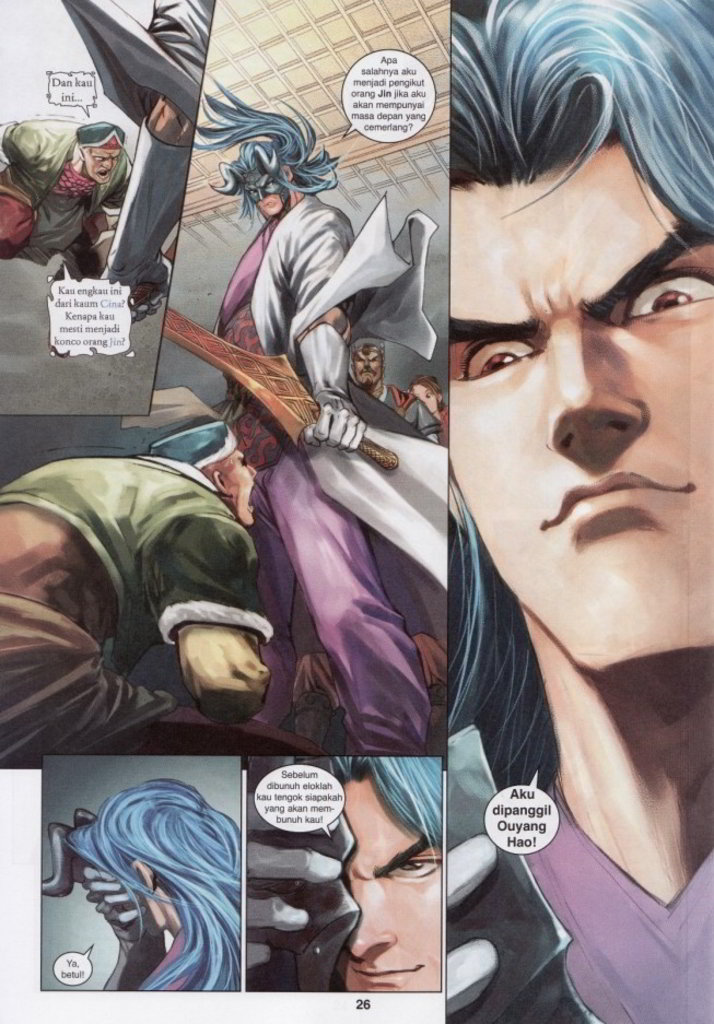 Dan kau
ini...
Kau engkau ini
dari kaum Cina?
Kenapa kau
mesti menjadi
konco orang Jin?
Apa
salahnya aku
menjadi pengikut
orang Jin jika aku
akan mempunyai
masa depan yang
cemerlang?
Ya,
betul!
Sebelum
dibunuh eloklah
kau tengok siapakah
yang akan mem-
bunuh kau!
Aku
dipanggil
Ouyang
Hao!
26